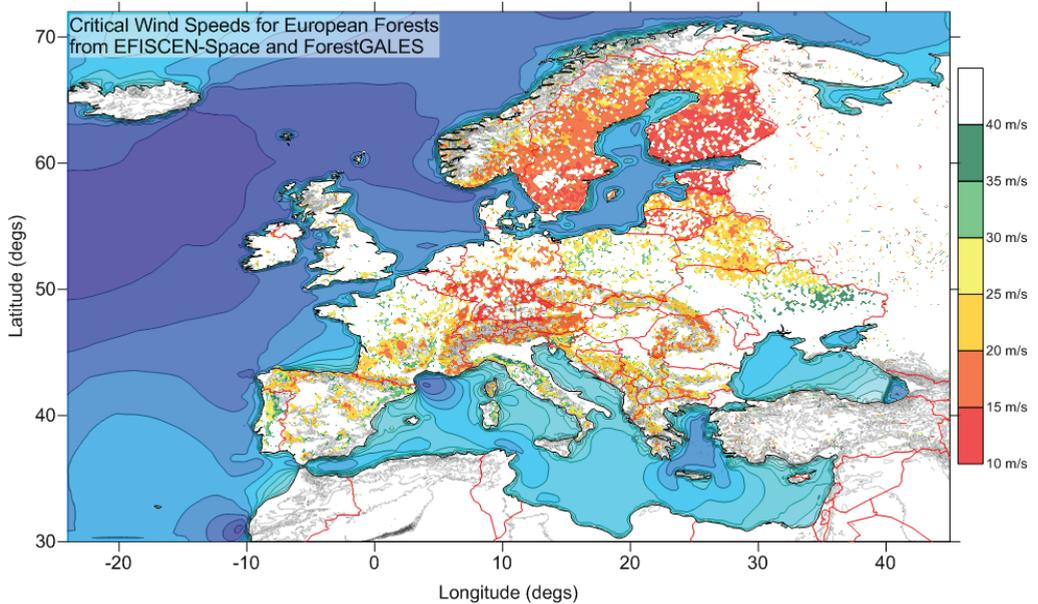 Critical Wind Speeds for European Forests
from EFISCEN-Space and ForestGALES
70
60
50
40
30
-20
-10
0
10
20
30
40
Latitude (degs)
Longitude (degs)
40 m/s
35 m/s
30 m/s
25 m/s
20 m/s
15 m/s
10 m/s